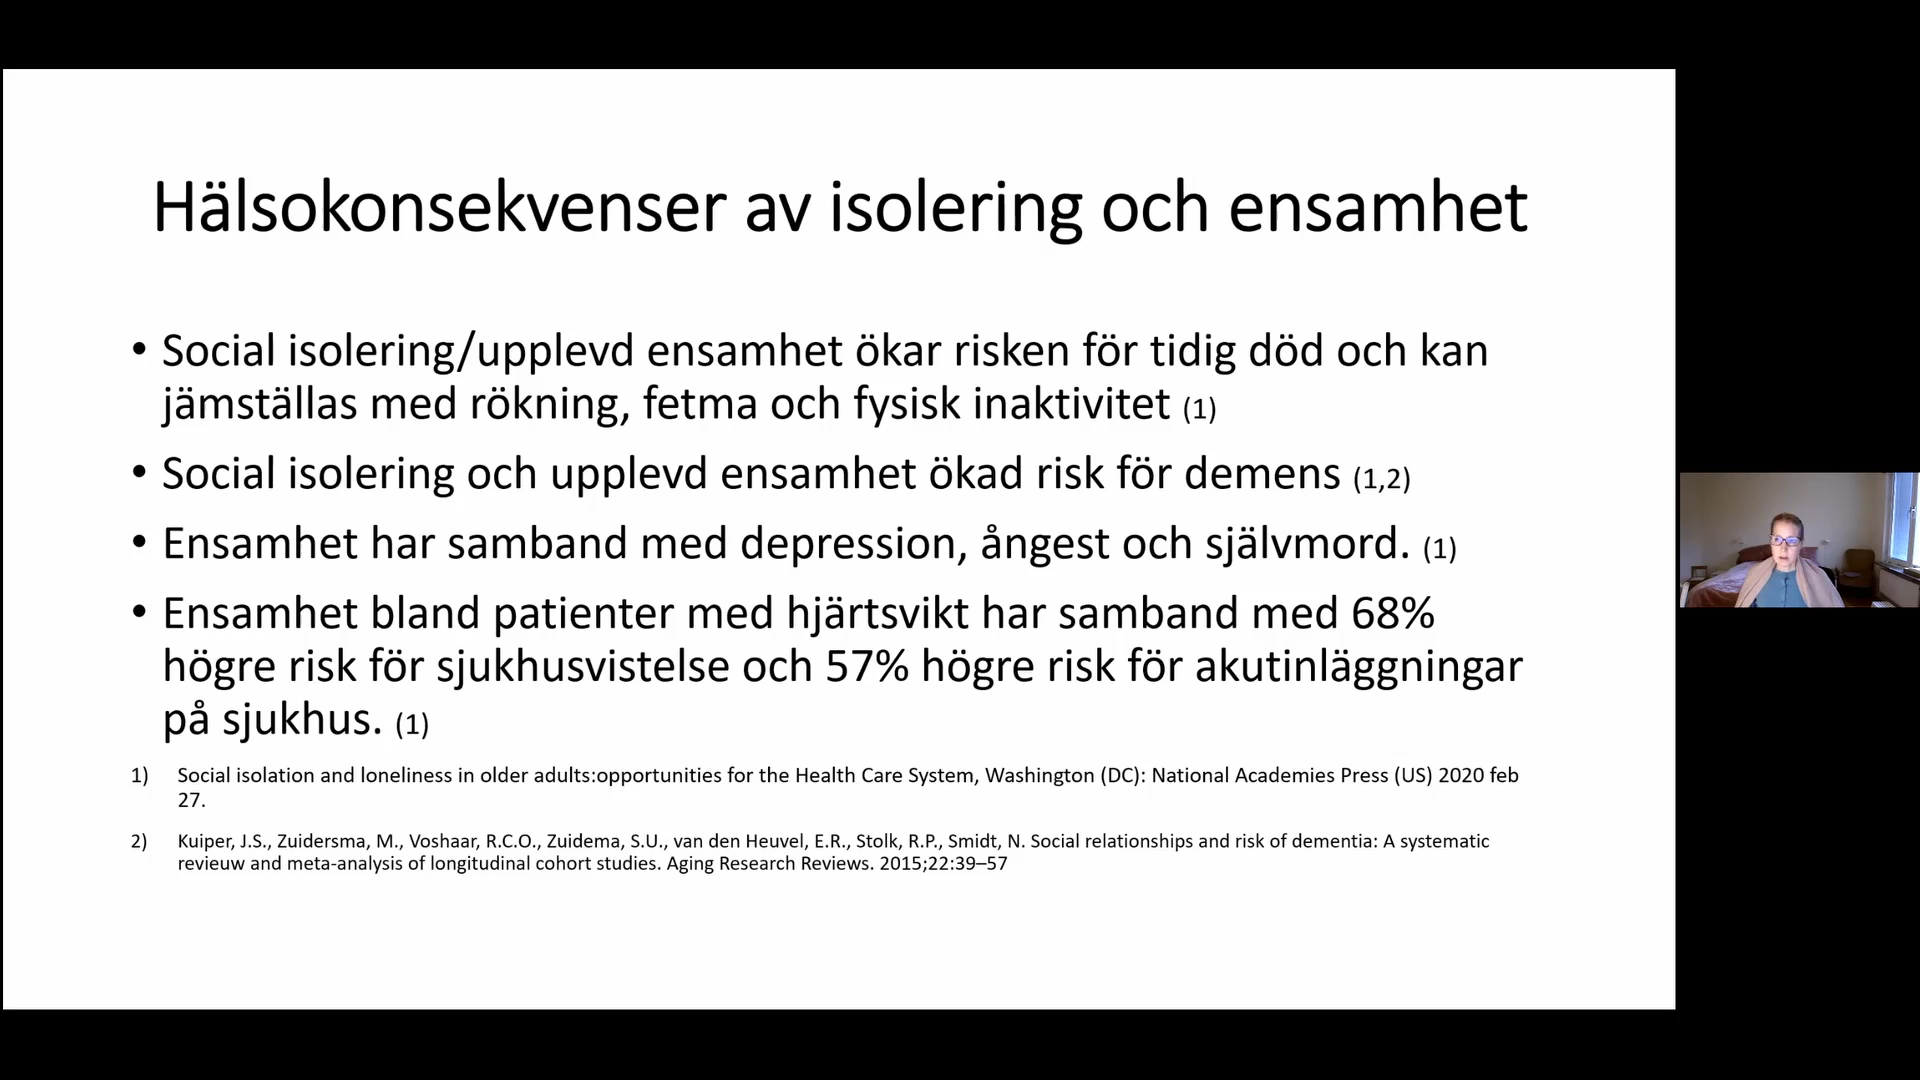 Hälsokonsekvenser av isolering och ensamhet
• Social isolering/upplevd ensamhet ökar risken för tidig död och kan
jämställas med rökning, fetma och fysisk inaktivitet (1)
• Social isolering och upplevd ensamhet ökad risk för demens (1,2)
• Ensamhet har samband med depression, ångest och självmord. (1)
• Ensamhet bland patienter med hjärtsvikt har samband med 68%
högre risk för sjukhusvistelse och 57% högre risk för akutinläggningar
på sjukhus. (1)
1) Social isolation and loneliness in older adults:opportunities for the Health Care System, Washington (DC): National Academies Press (US) 2020 feb
27.
2) Kuiper, J.S., Zuidersma, M., Voshaar, R.C.O., Zuidema, S.U., van den Heuvel, E.R., Stolk, R.P., Smidt, N. Social relationships and risk of dementia: A systematic
revieuw and meta-analysis of longitudinal cohort studies. Aging Research Reviews. 2015;22:39–57